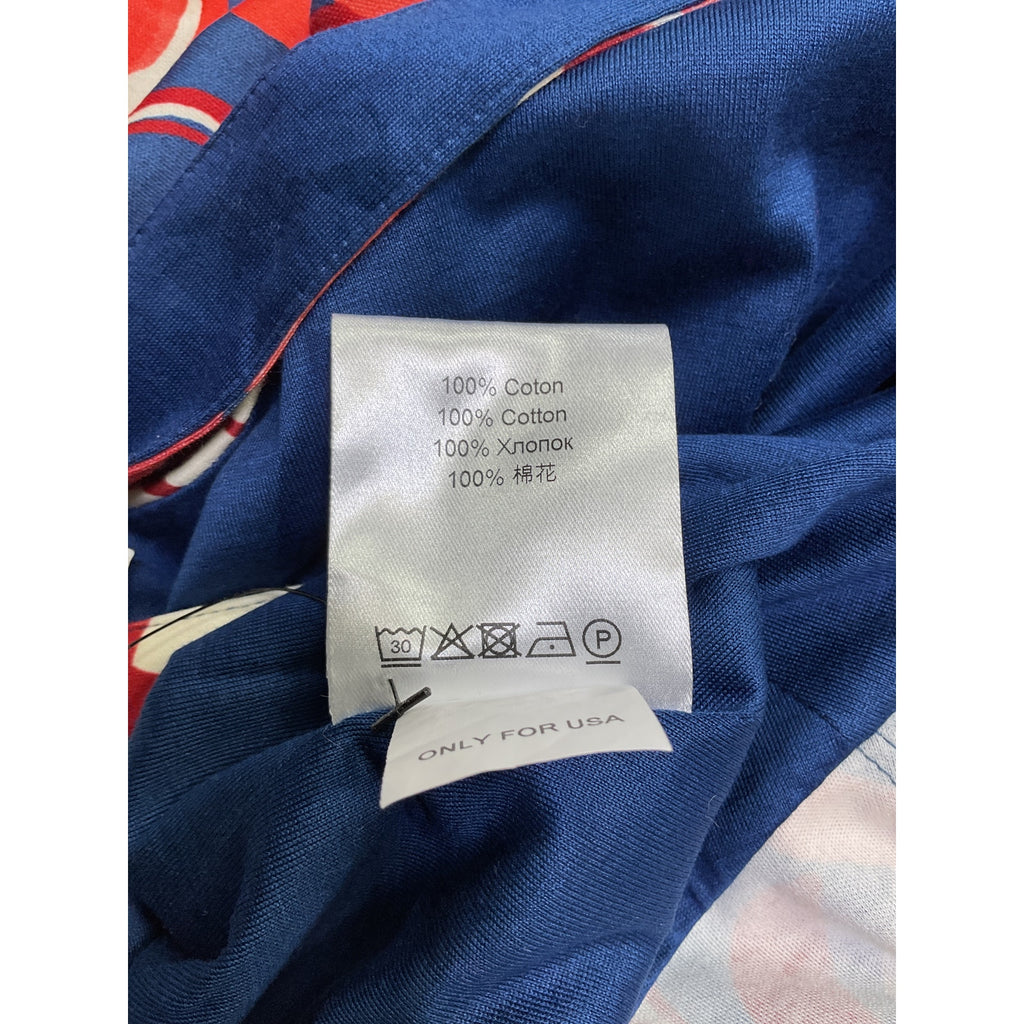 100% Coton
100% Cotton
100% Хлопок
100% 棉花
30 P
ONLY FOR USA